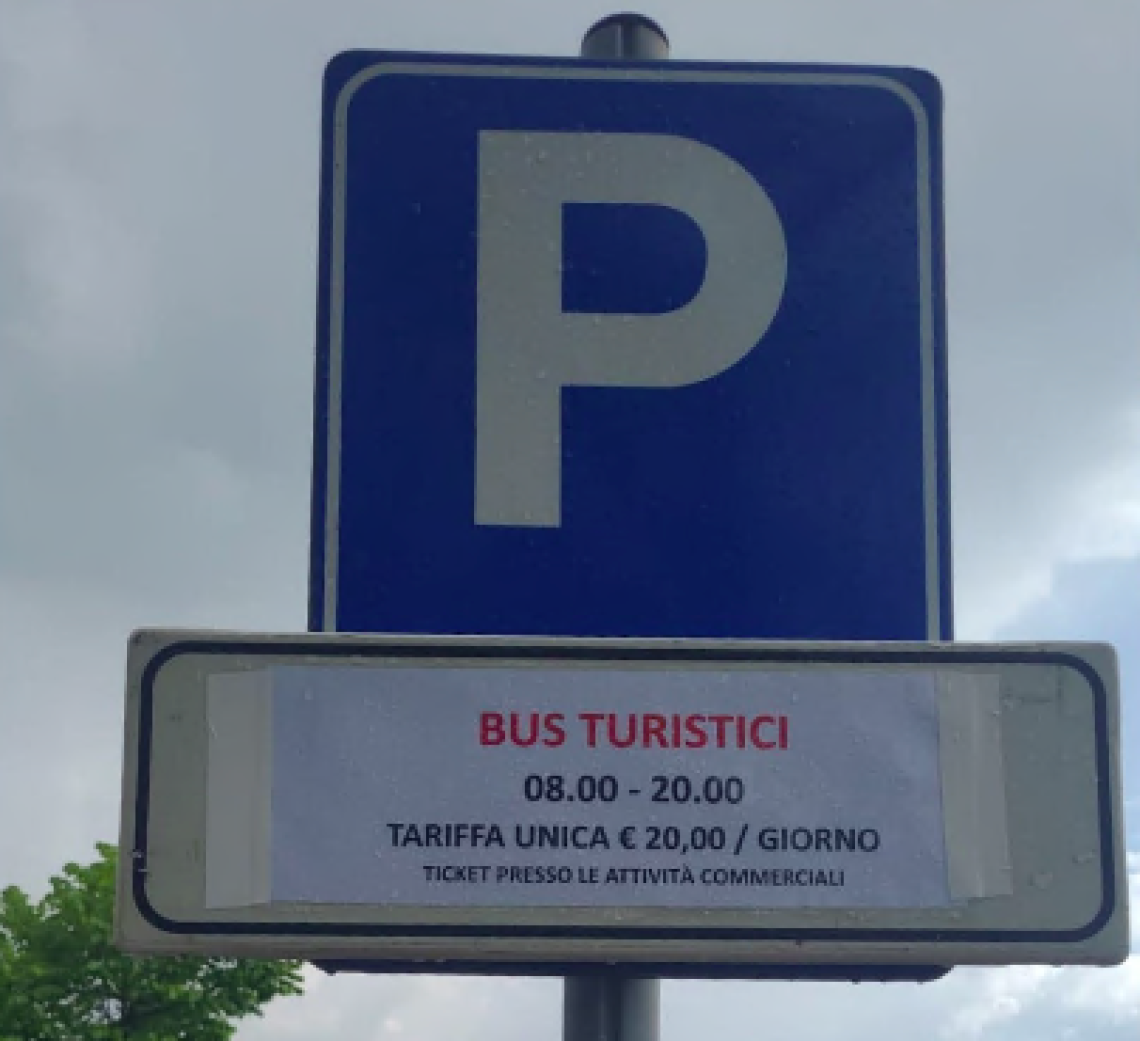 P
BUS TURISTICI
08.00 - 20.00
TARIFFA UNICA € 20,00 / GIORNO
TICKET PRESSO LE ATTIVITÀ COMMERCIALI